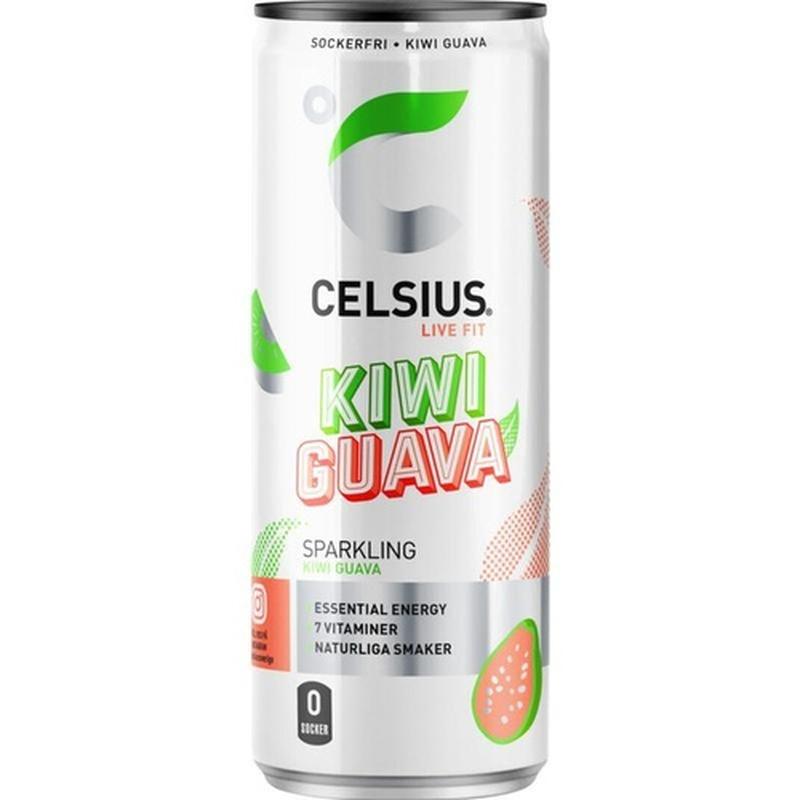 SOCKERFRI • KIWI GUAVA
CELSIUS®
LIVE FIT
KIWI
GUAVA
SPARKLING
KIWI GUAVA
ESSENTIAL ENERGY
7 VITAMINER
NATURLIGA SMAKER
0
SOCKER